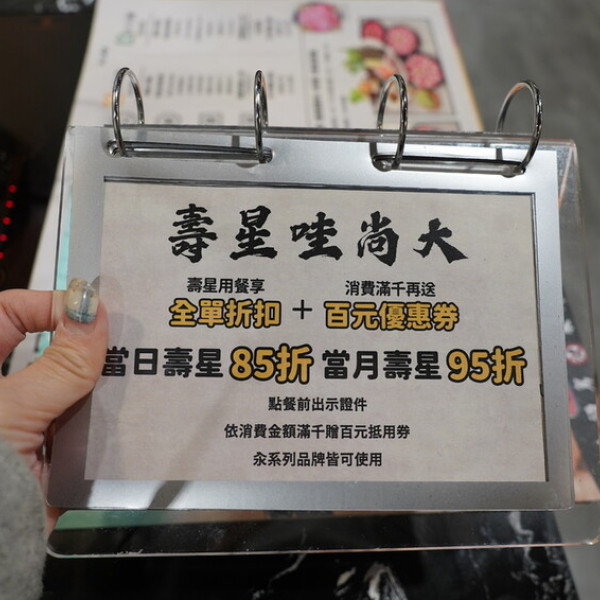 壽星哇尚大
壽星用餐享
全單折扣
+
消費滿千再送
百元優惠券
當日壽星85折 當月壽星95折
點餐前出示證件
依消費金額滿千贈百元抵用券
汆系列品牌皆可使用